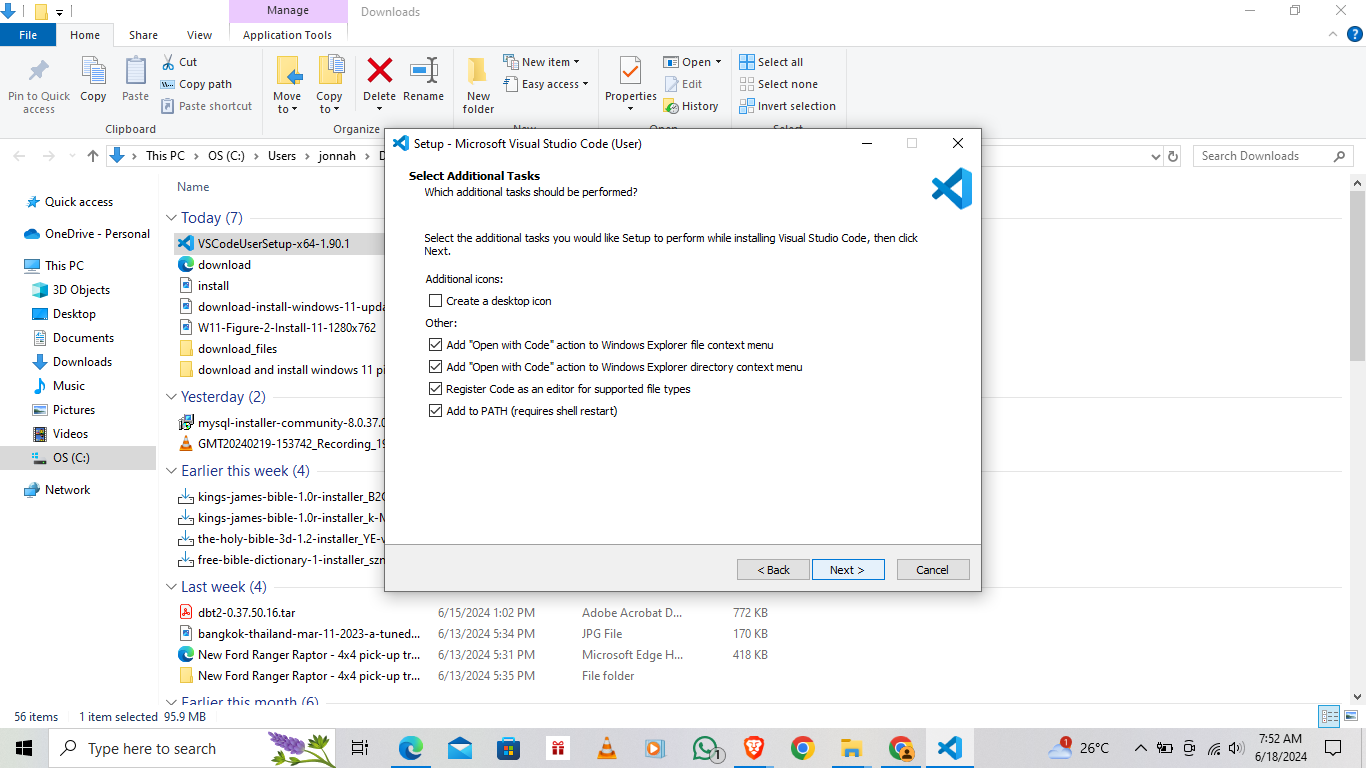 Manage
Downloads
File
Home
Share
View
Application Tools
Pin to Quick access
Copy
Paste
Cut
Copy path
Paste shortcut
Move to
Copy to
Delete
Rename
New folder
New item
Easy access
Properties
Open
Edit
History
Select all
Select none
Invert selection
Clipboard
Organize
This PC
OS (C:)
Users
jonnah
Search Downloads
Quick access
OneDrive - Personal
This PC
3D Objects
Desktop
Documents
Downloads
Music
Pictures
Videos
OS (C:)
Network
Name
Today (7)
VSCodeUserSetup-x64-1.90.1
download
install
download-install-windows-11-upda
W11-Figure-2-Install-11-1280x762
download_files
download and install windows 11 pi
Yesterday (2)
mysql-installer-community-8.0.37.0
GMT20240219-153742_Recording_19
Earlier this week (4)
kings-james-bible-1.0r-installer_B2
kings-james-bible-1.0r-installer_k-
the-holy-bible-3d-1.2-installer_YE-
free-bible-dictionary-1-installer_sz
Last week (4)
dbt2-0.37.50.16.tar 6/15/2024 1:02 PM Adobe Acrobat D... 772 KB
bangkok-thailand-mar-11-2023-a-tuned... 6/13/2024 5:34 PM JPG File 170 KB
New Ford Ranger Raptor - 4x4 pick-up tr... 6/13/2024 5:31 PM Microsoft Edge H... 418 KB
New Ford Ranger Raptor - 4x4 pick-up tr... 6/13/2024 5:35 PM File folder
Earlier this month (6)
Setup - Microsoft Visual Studio Code (User)
Select Additional Tasks
Which additional tasks should be performed?
Select the additional tasks you would like Setup to perform while installing Visual Studio Code, then click
Next.
Additional icons:
Create a desktop icon
Other:
Add "Open with Code" action to Windows Explorer file context menu
Add "Open with Code" action to Windows Explorer directory context menu
Register Code as an editor for supported file types
Add to PATH (requires shell restart)
< Back
Next >
Cancel
56 items 1 item selected 95.9 MB
Type here to search
1
1
26°C
7:52 AM
6/18/2024